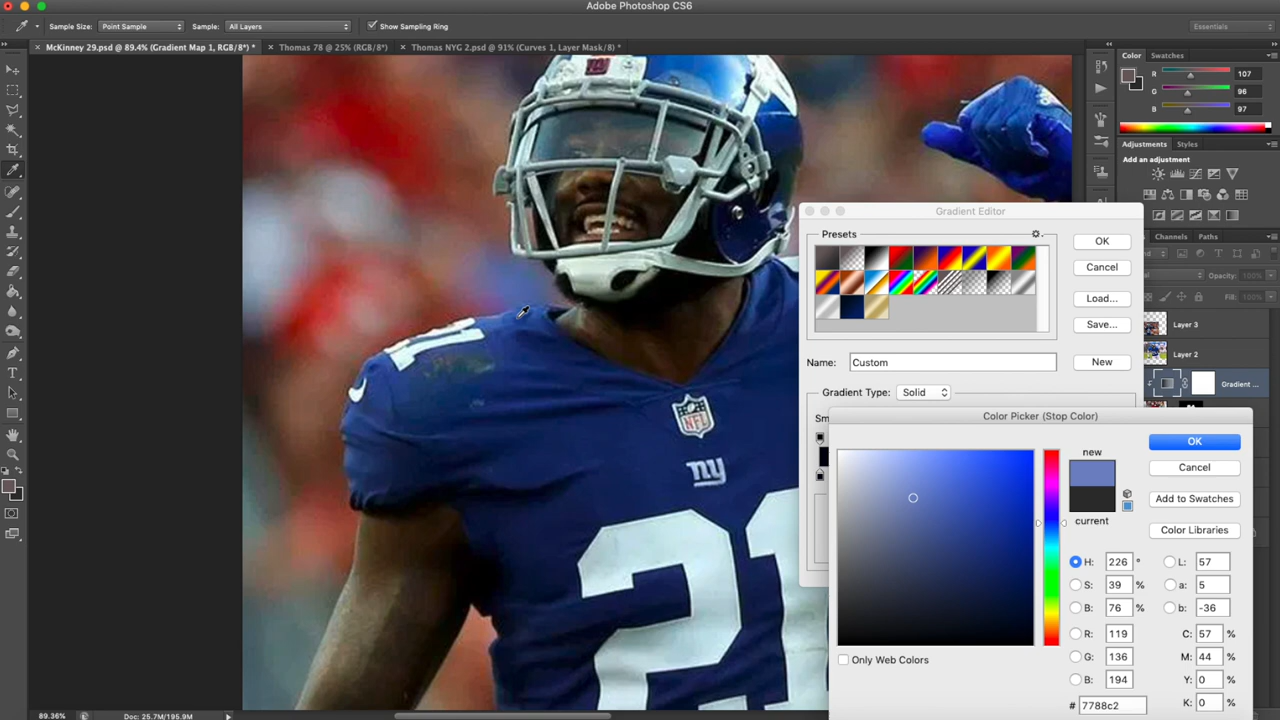 Adobe Photoshop CS6
Sample Size: Point Sample Sample: All Layers Show Sampling Ring Essentials
McKinney 29.psd @ 89.4% (Gradient Map 1, RGB/8*) * Thomas 78 @ 25% (RGB/8*) Thomas NYG 2.psd @ 91% (Curves 1, Layer Mask/8) *
Color Swatches
R 107
G 96
B 97
Adjustments Styles
Add an adjustment
Channels Paths
Opacity:
Fill:
Layer 3
Layer 2
Gradient ...
Gradient Editor
Presets
OK
Cancel
Load...
Save...
Name: Custom New
Gradient Type: Solid
Sm
Color Picker (Stop Color)
new
current
OK
Cancel
Add to Swatches
Color Libraries
H: 226 ° L: 57
S: 39 % a: 5
B: 76 % b: -36
R: 119 C: 57 %
G: 136 M: 44 %
B: 194 Y: 0 %
# 7788c2 K: 0 %
Only Web Colors
21
NFL
ny
21
89.36% Doc: 25.7M/195.9M